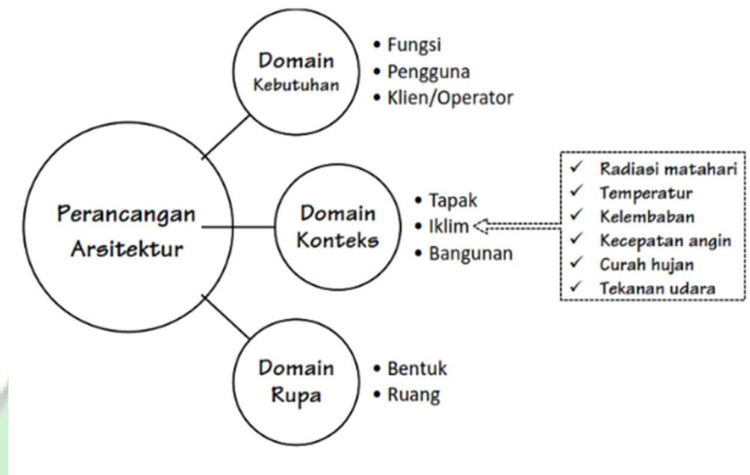 Domain
Kebutuhan
• Fungsi
• Pengguna
• Klien/Operator
Perancangan
Arsitektur
Domain
Konteks
• Tapak
• Iklim
• Bangunan
✓ Radiasi matahari
✓ Temperatur
✓ Kelembaban
✓ Kecepatan angin
✓ Curah hujan
✓ Tekanan udara
Domain
Rupa
• Bentuk
• Ruang